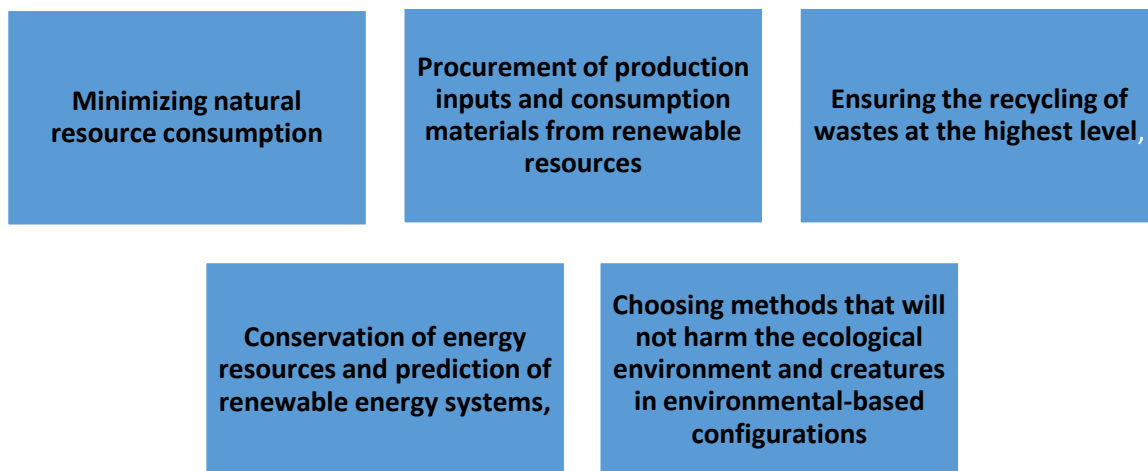 Minimizing natural
resource consumption
Procurement of production
inputs and consumption
materials from renewable
resources
Ensuring the recycling of
wastes at the highest level,
Conservation of energy
resources and prediction of
renewable energy systems,
Choosing methods that will
not harm the ecological
environment and creatures
in environmental-based
configurations